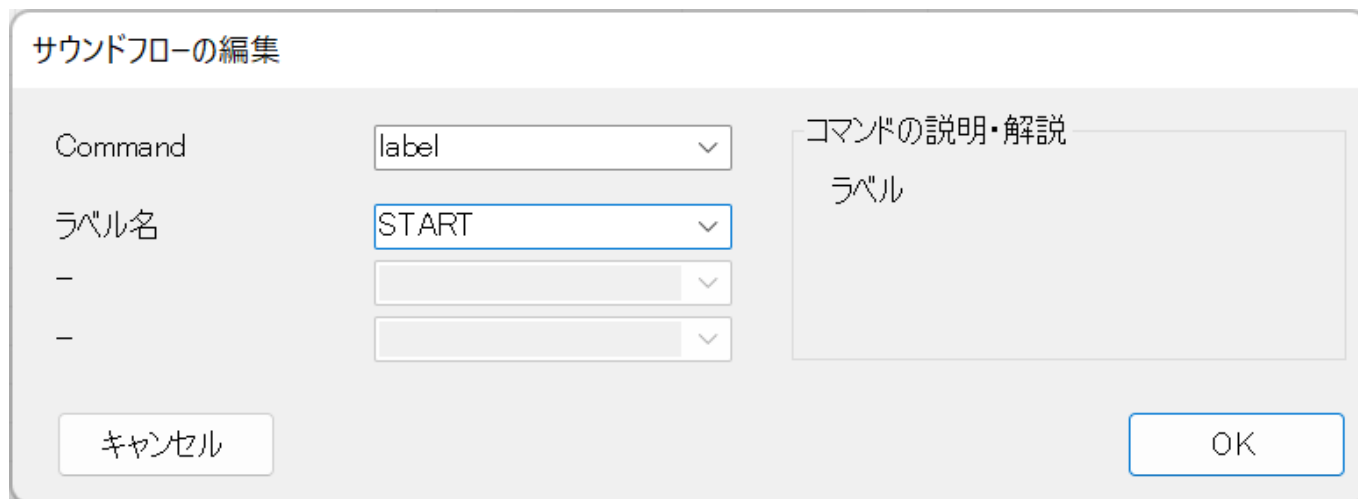 サウンドフローの編集
Command
label
ラベル名
START
–
–
コマンドの説明・解説
ラベル
キャンセル
OK